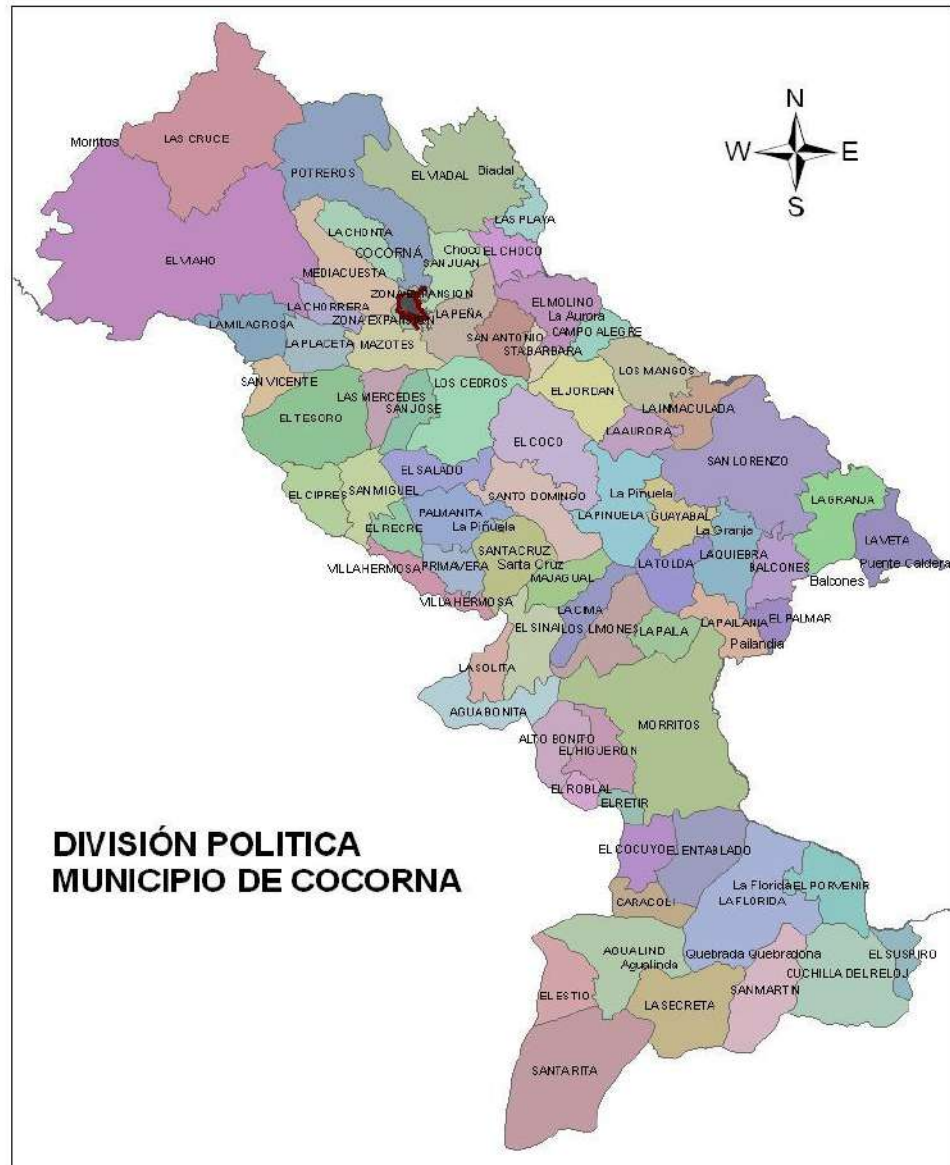 N
W E
S
Morritos
LAS CRUCE
POTREROS
EL VIADAL
Biadal
LAS PLAYA
LA CHONTA
COCORNÁ
Choco
EL CHOCO
SAN JUAN
EL VIAHO
MEDIACUESTA
ZONA EXPANSION
LA CHORRERA
LA PEÑA
EL MOLINO
La Aurora
LA MILAGROSA
ZONA EXPANSION
CAMPO ALEGRE
LA PLACETA
MAZOTES
SAN ANTONIO
STA BARBARA
SAN VICENTE
LAS MERCEDES
LOS CEDROS
EL JORDAN
LOS MANGOS
EL TESORO
SAN JOSE
LA INMACULADA
EL COCO
LA AURORA
EL SALADO
SAN LORENZO
EL CIPRES
SAN MIGUEL
SANTO DOMINGO
La Piñuela
LA GRANJA
PALMANITA
LA PINUELA
GUAYABAL
EL RECRE
La Piñuela
La Granja
LA VETA
SANTA CRUZ
LA QUIEBRA
Puente Caldera
VILLA HERMOSA
PRIMAVERA
Santa Cruz
LA TOLDA
BALCONES
MAJAGUAL
Balcones
VILLA HERMOSA
LA CIMA
EL PALMAR
EL SINAI
LOS LIMONES
LA PALA
LA PAILANIA
Pailandia
LA SOLITA
AGUA BONITA
MORRITOS
ALTO BONITO
EL HIGUERON
EL ROBLAL
EL RETIR
DIVISIÓN POLITICA
MUNICIPIO DE COCORNA
EL COCUYO
EL ENTABLADO
La Florida
EL PORVENIR
CARACOLI
LA FLORIDA
AGUALIND
Agualinda
Quebrada Quebradona
EL SUSPIRO
CUCHILLA DEL RELOJ
EL ESTIO
LA SECRETA
SAN MARTIN
SANTA RITA